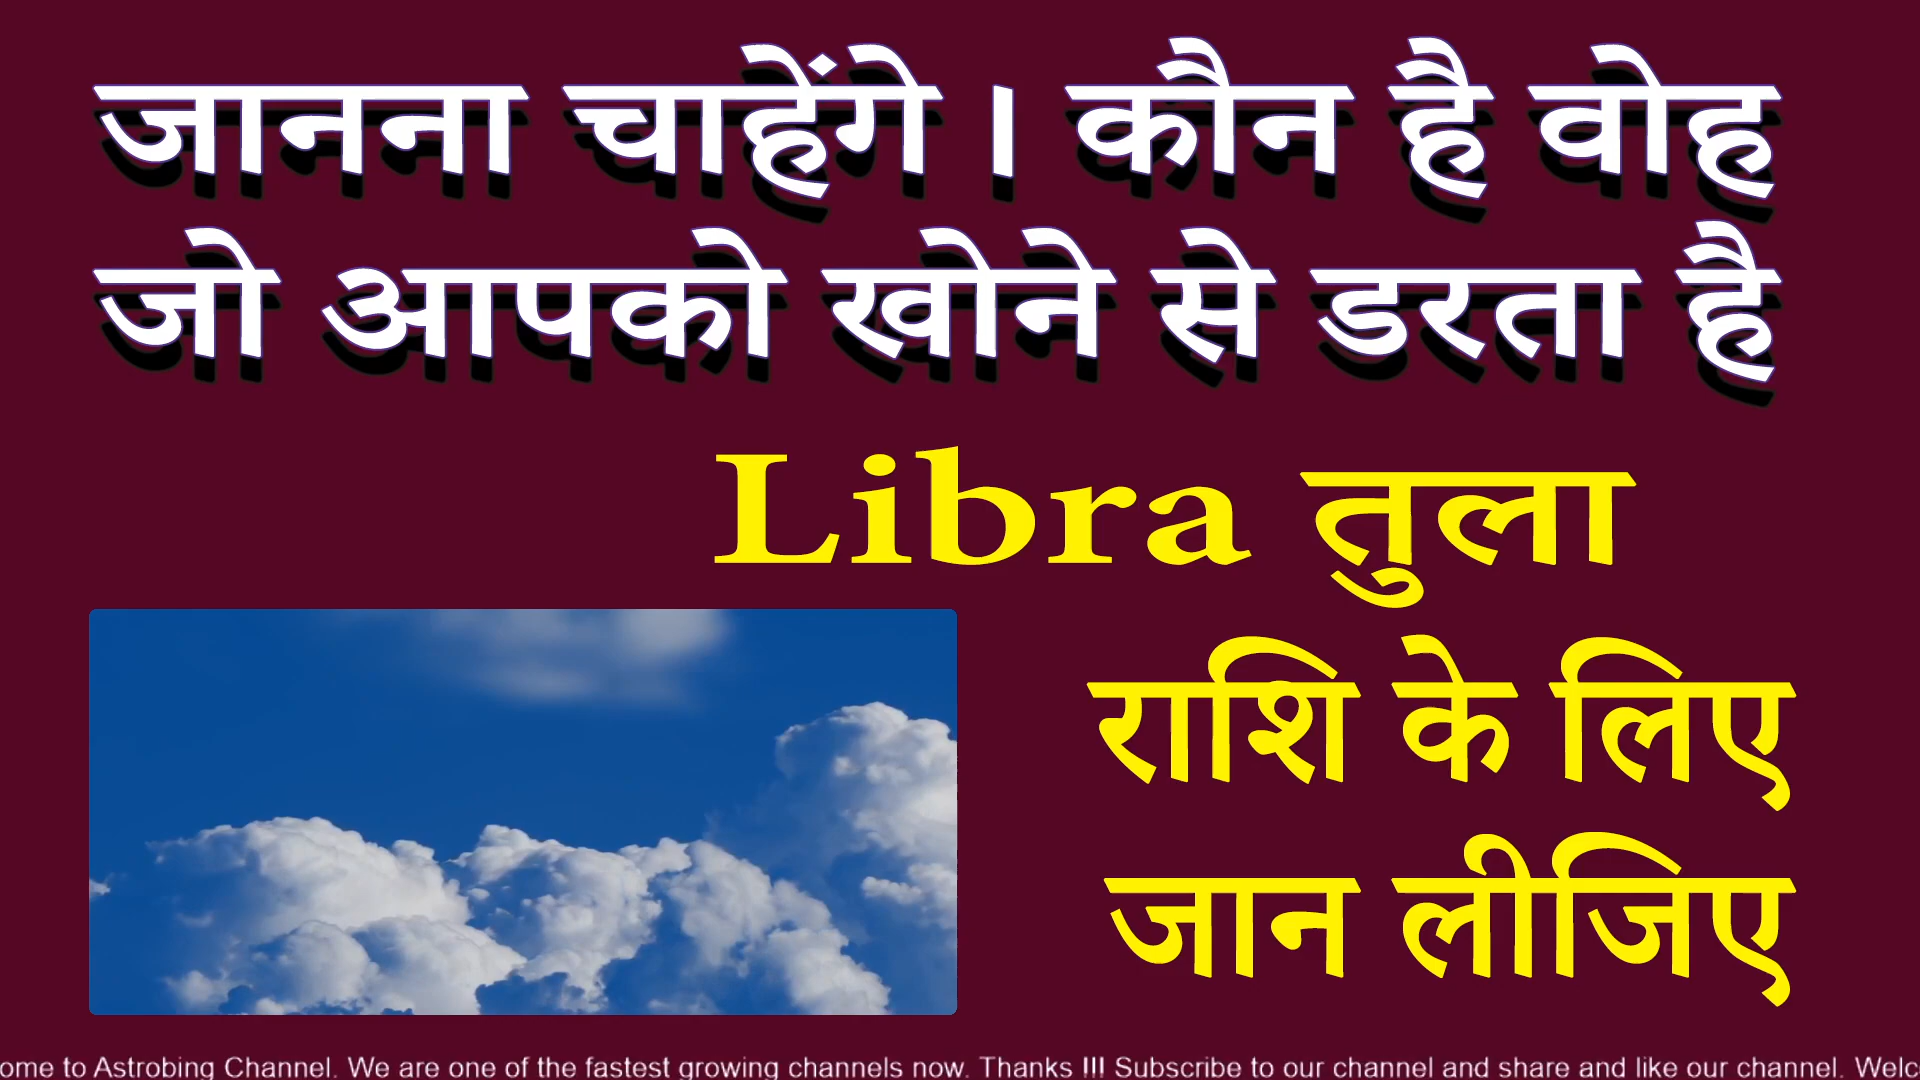 जानना चाहेंगे । कौन है वोह
जो आपको खोने से डरता है
Libra तुला
राशि के लिए
जान लीजिए
ome to Astrobing Channel. We are one of the fastest growing channels now. Thanks !!! Subscribe to our channel and share and like our channel. Welc